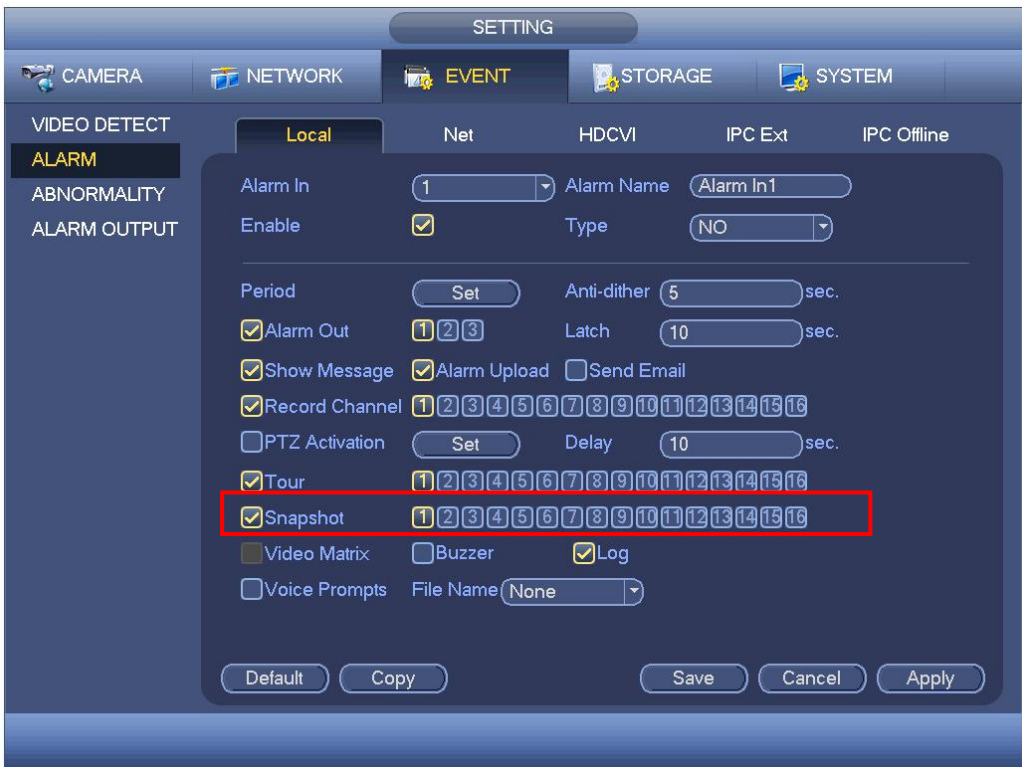 SETTING
CAMERA NETWORK EVENT STORAGE SYSTEM
VIDEO DETECT
ALARM
ABNORMALITY
ALARM OUTPUT
Local Net HDCVI IPC Ext IPC Offline
Alarm In 1 Alarm Name Alarm In1
Enable Type NO
Period Set Anti-dither 5 sec.
Alarm Out 1 2 3 Latch 10 sec.
Show Message Alarm Upload Send Email
Record Channel 1 2 3 4 5 6 7 8 9 10 11 12 13 14 15 16
PTZ Activation Set Delay 10 sec.
Tour 1 2 3 4 5 6 7 8 9 10 11 12 13 14 15 16
Snapshot 1 2 3 4 5 6 7 8 9 10 11 12 13 14 15 16
Video Matrix Buzzer Log
Voice Prompts File Name None
Default Copy Save Cancel Apply